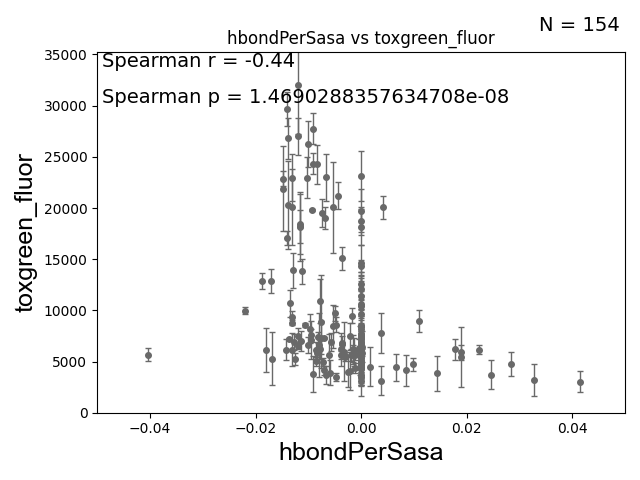 N = 154
hbondPerSasa vs toxgreen_fluor
Spearman r = -0.44
Spearman p = 1.4690288357634708e-08
toxgreen_fluor
35000
30000
25000
20000
15000
10000
5000
0
−0.04 −0.02 0.00 0.02 0.04
hbondPerSasa